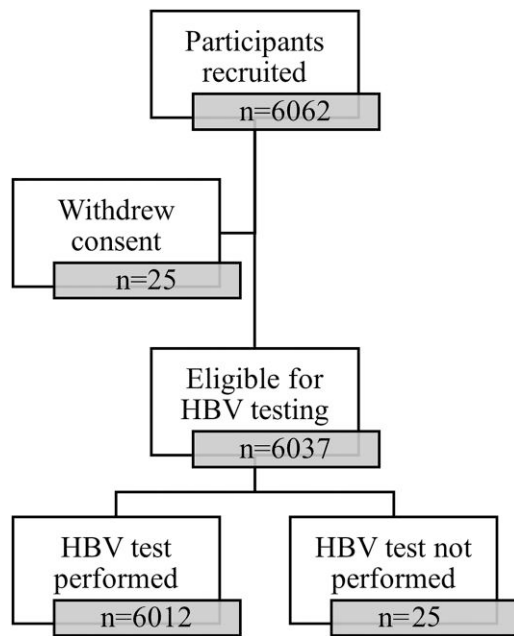 Participants
recruited
n=6062
Withdrew
consent
n=25
Eligible for
HBV testing
n=6037
HBV test
performed
n=6012
HBV test not
performed
n=25